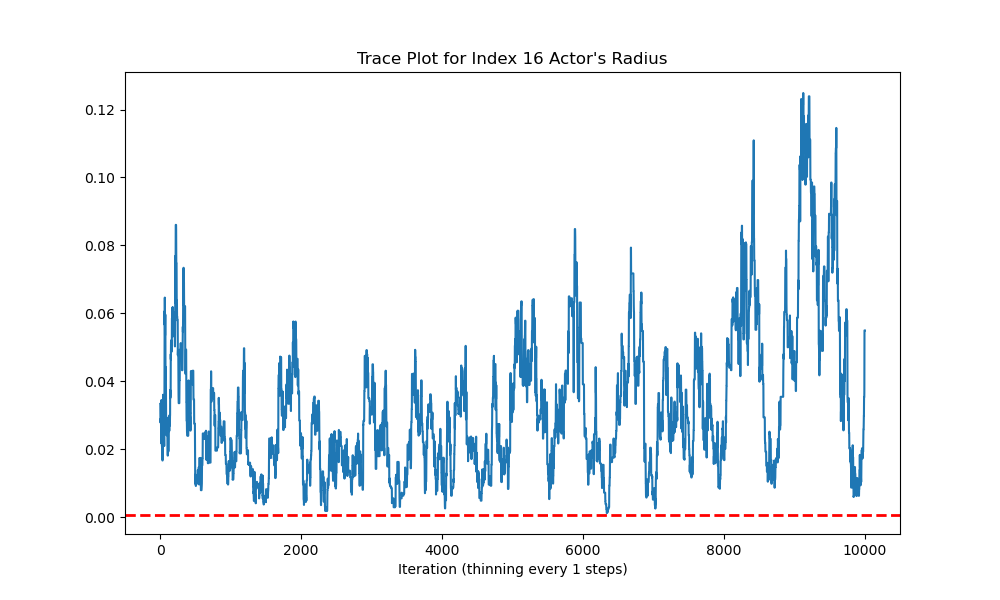 Trace Plot for Index 16 Actor's Radius
0.12
0.10
0.08
0.06
0.04
0.02
0.00
0 2000 4000 6000 8000 10000
Iteration (thinning every 1 steps)